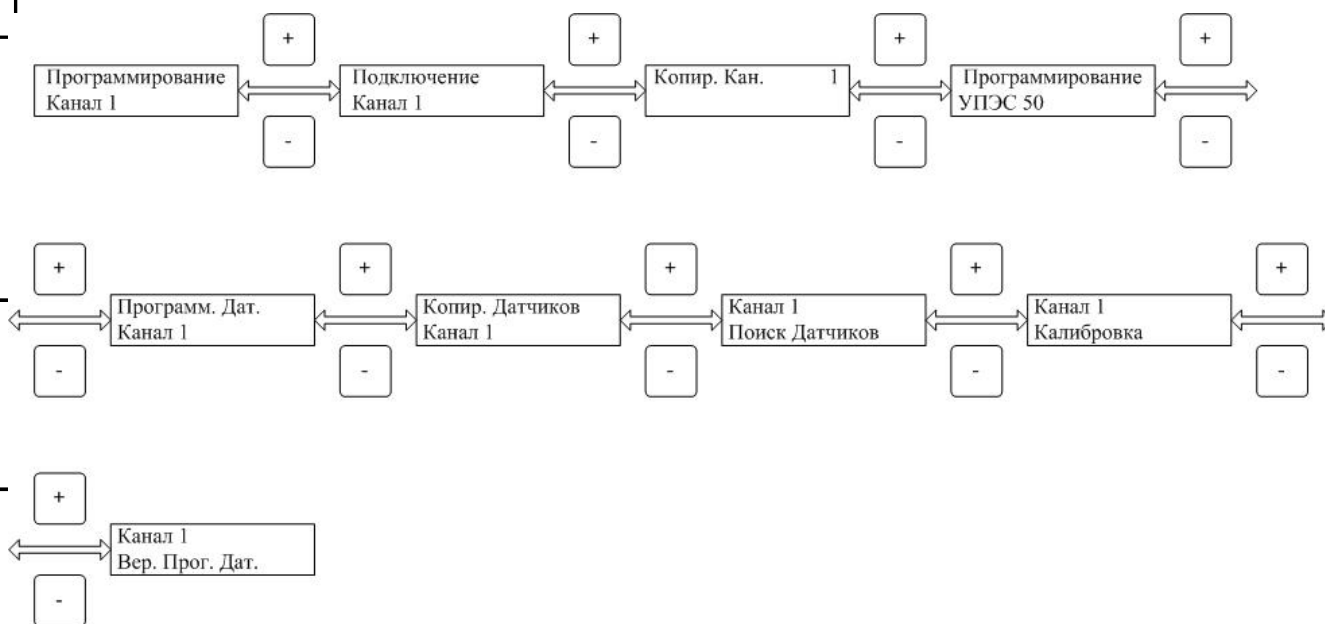 + + + +
Программирование
Канал 1
Подключение
Канал 1
Копир. Кан. 1
Программирование
УПЭС 50
- - - -
+ + + + +
Программ. Дат.
Канал 1
Копир. Датчиков
Канал 1
Канал 1
Поиск Датчиков
Канал 1
Калибровка
- - - - -
+
Канал 1
Вер. Прог. Дат.
-